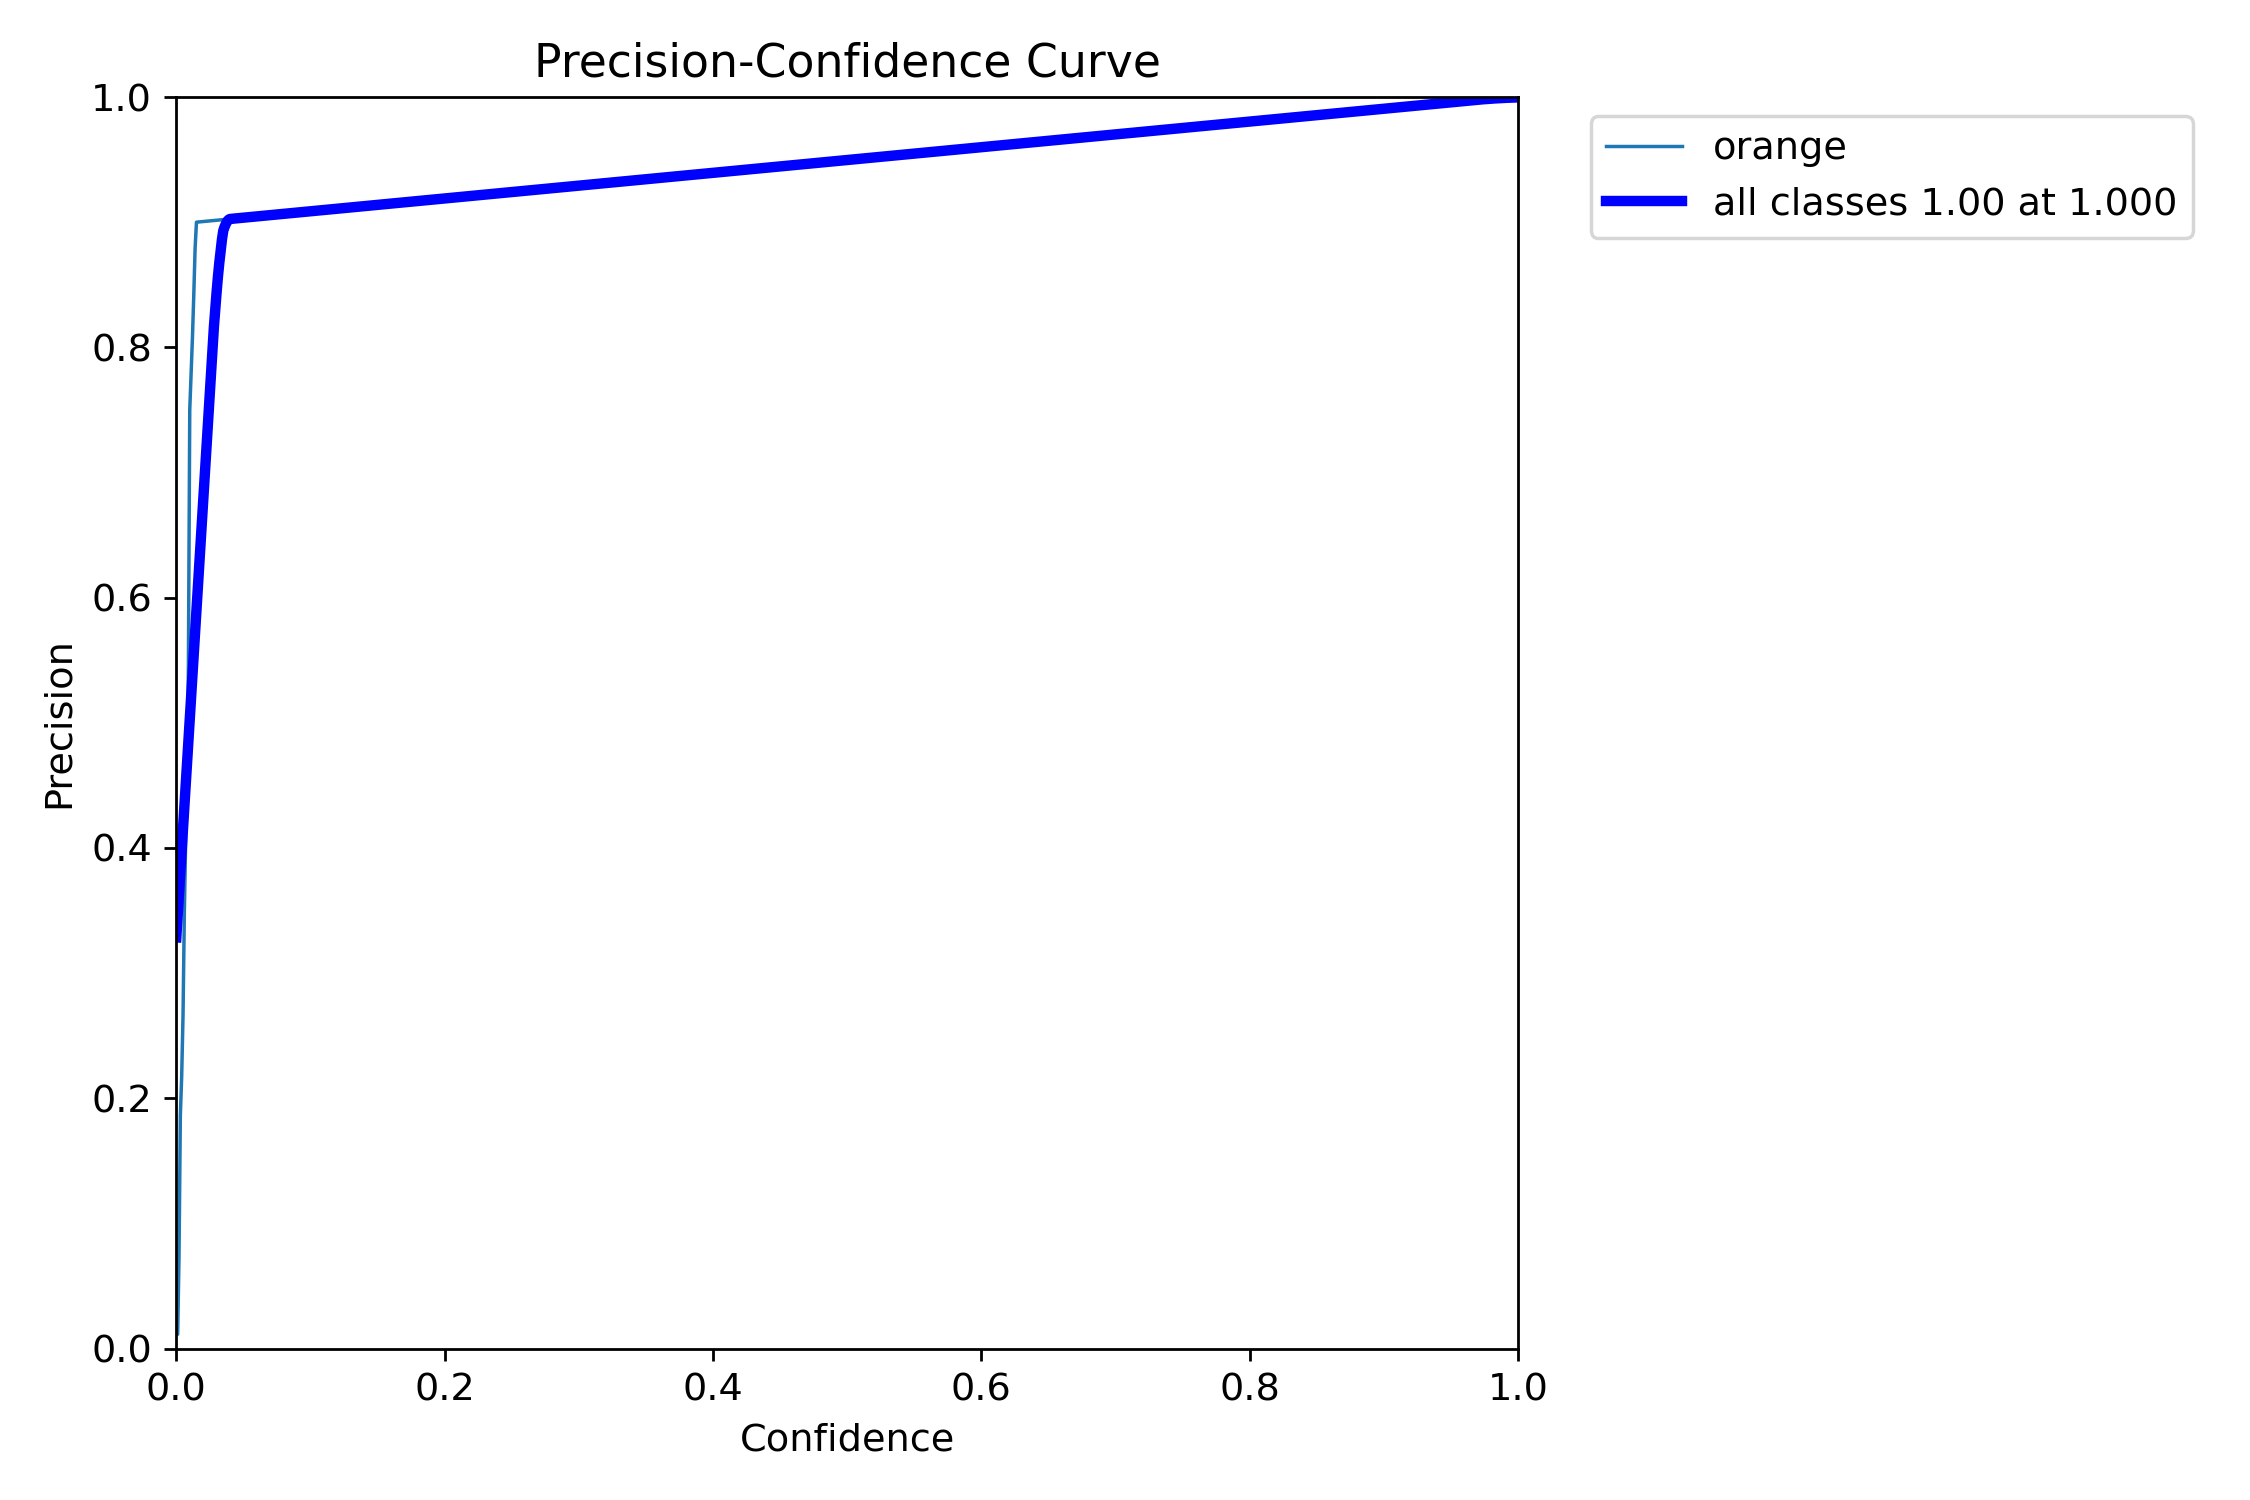 Precision-Confidence Curve
1.0
0.8
0.6
0.4
0.2
0.0
Precision
0.0 0.2 0.4 0.6 0.8 1.0
Confidence
orange
all classes 1.00 at 1.000